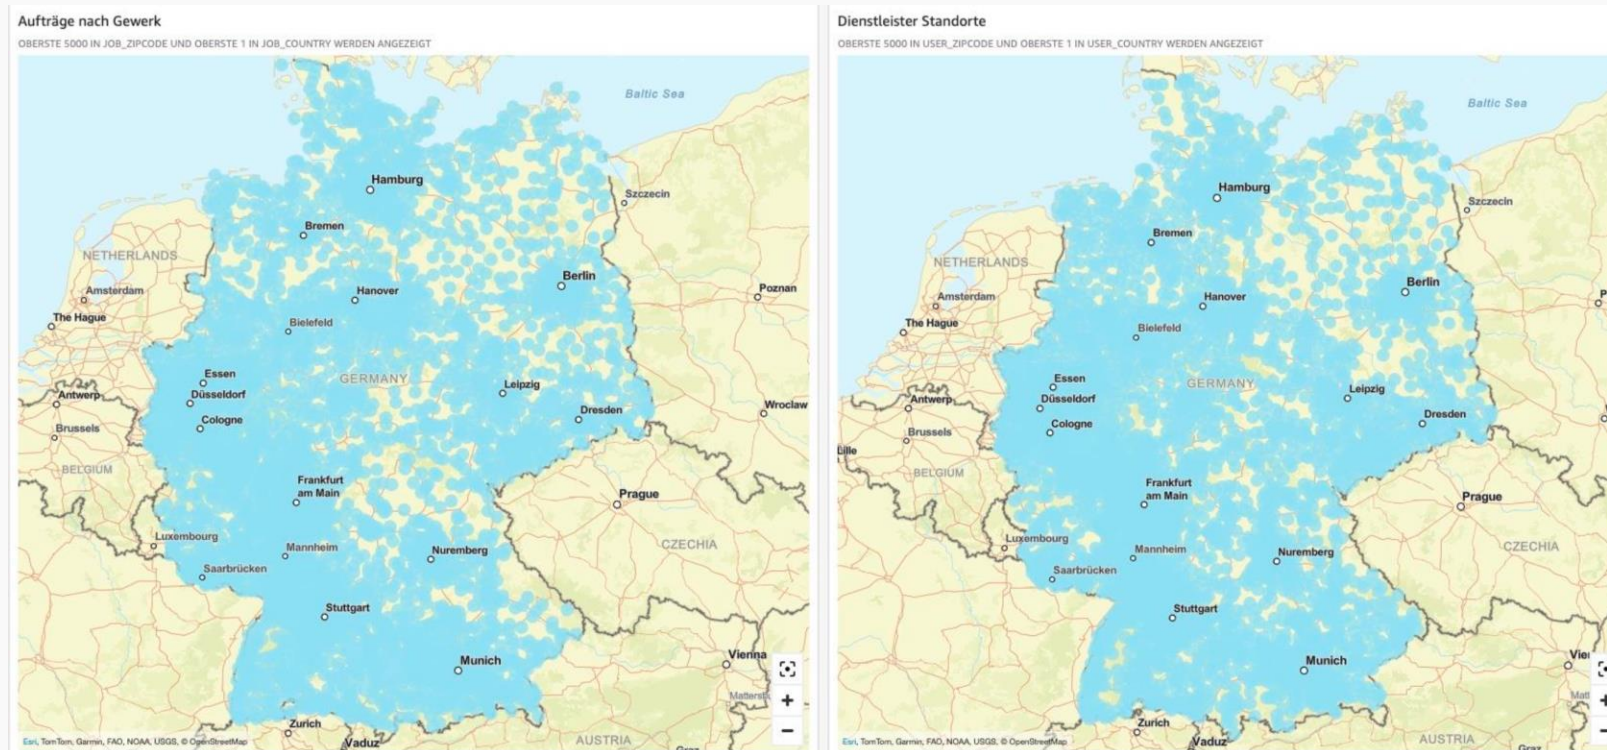 Aufträge nach Gewerk
OBERSTE 5000 IN JOB_ZIPCODE UND OBERSTE 1 IN JOB_COUNTRY WERDEN ANGEZEIGT
Baltic Sea
Hamburg
Szczecin
Bremen
NETHERLANDS
Berlin
Amsterdam
Hanover
Poznan
The Hague
Bielefeld
Essen
GERMANY
Leipzig
Antwerp
Düsseldorf
Wroclaw
Dresden
Cologne
Brussels
BELGIUM
Frankfurt
am Main
Prague
Luxembourg
Mannheim
Nuremberg
CZECHIA
Saarbrücken
Stuttgart
Munich
Vienna
Zurich
Vaduz
AUSTRIA
Esri, TomTom, Garmin, FAO, NOAA, USGS, © OpenStreetMap
Dienstleister Standorte
OBERSTE 5000 IN USER_ZIPCODE UND OBERSTE 1 IN USER_COUNTRY WERDEN ANGEZEIGT
Baltic Sea
Hamburg
Szczecin
Bremen
NETHERLANDS
Berlin
Amsterdam
Hanover
The Hague
Bielefeld
Essen
GERMANY
Leipzig
Antwerp
Düsseldorf
Dresden
Cologne
Brussels
Lille
BELGIUM
Frankfurt
am Main
Prague
Luxembourg
Mannheim
Nuremberg
CZECHIA
Saarbrücken
Stuttgart
Munich
Zurich
Vaduz
AUSTRIA
Esri, TomTom, Garmin, FAO, NOAA, USGS, © OpenStreetMap